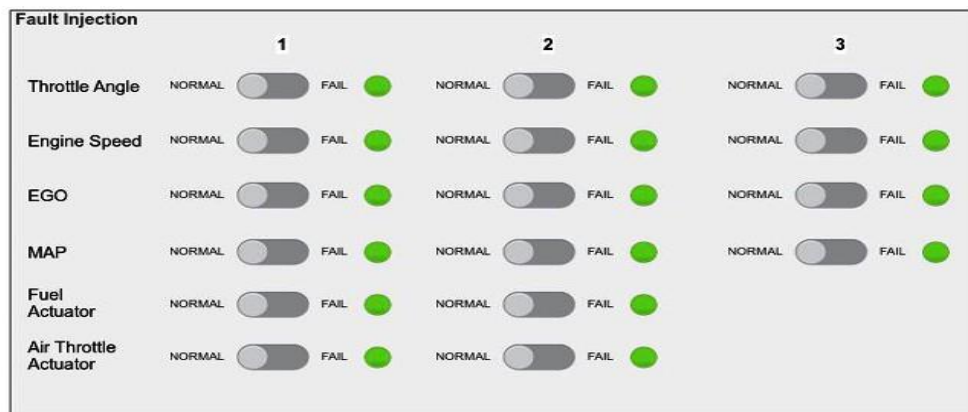 Fault Injection
1 2 3
Throttle Angle NORMAL FAIL NORMAL FAIL NORMAL FAIL
Engine Speed NORMAL FAIL NORMAL FAIL NORMAL FAIL
EGO NORMAL FAIL NORMAL FAIL NORMAL FAIL
MAP NORMAL FAIL NORMAL FAIL NORMAL FAIL
Fuel
Actuator NORMAL FAIL NORMAL FAIL
Air Throttle
Actuator NORMAL FAIL NORMAL FAIL